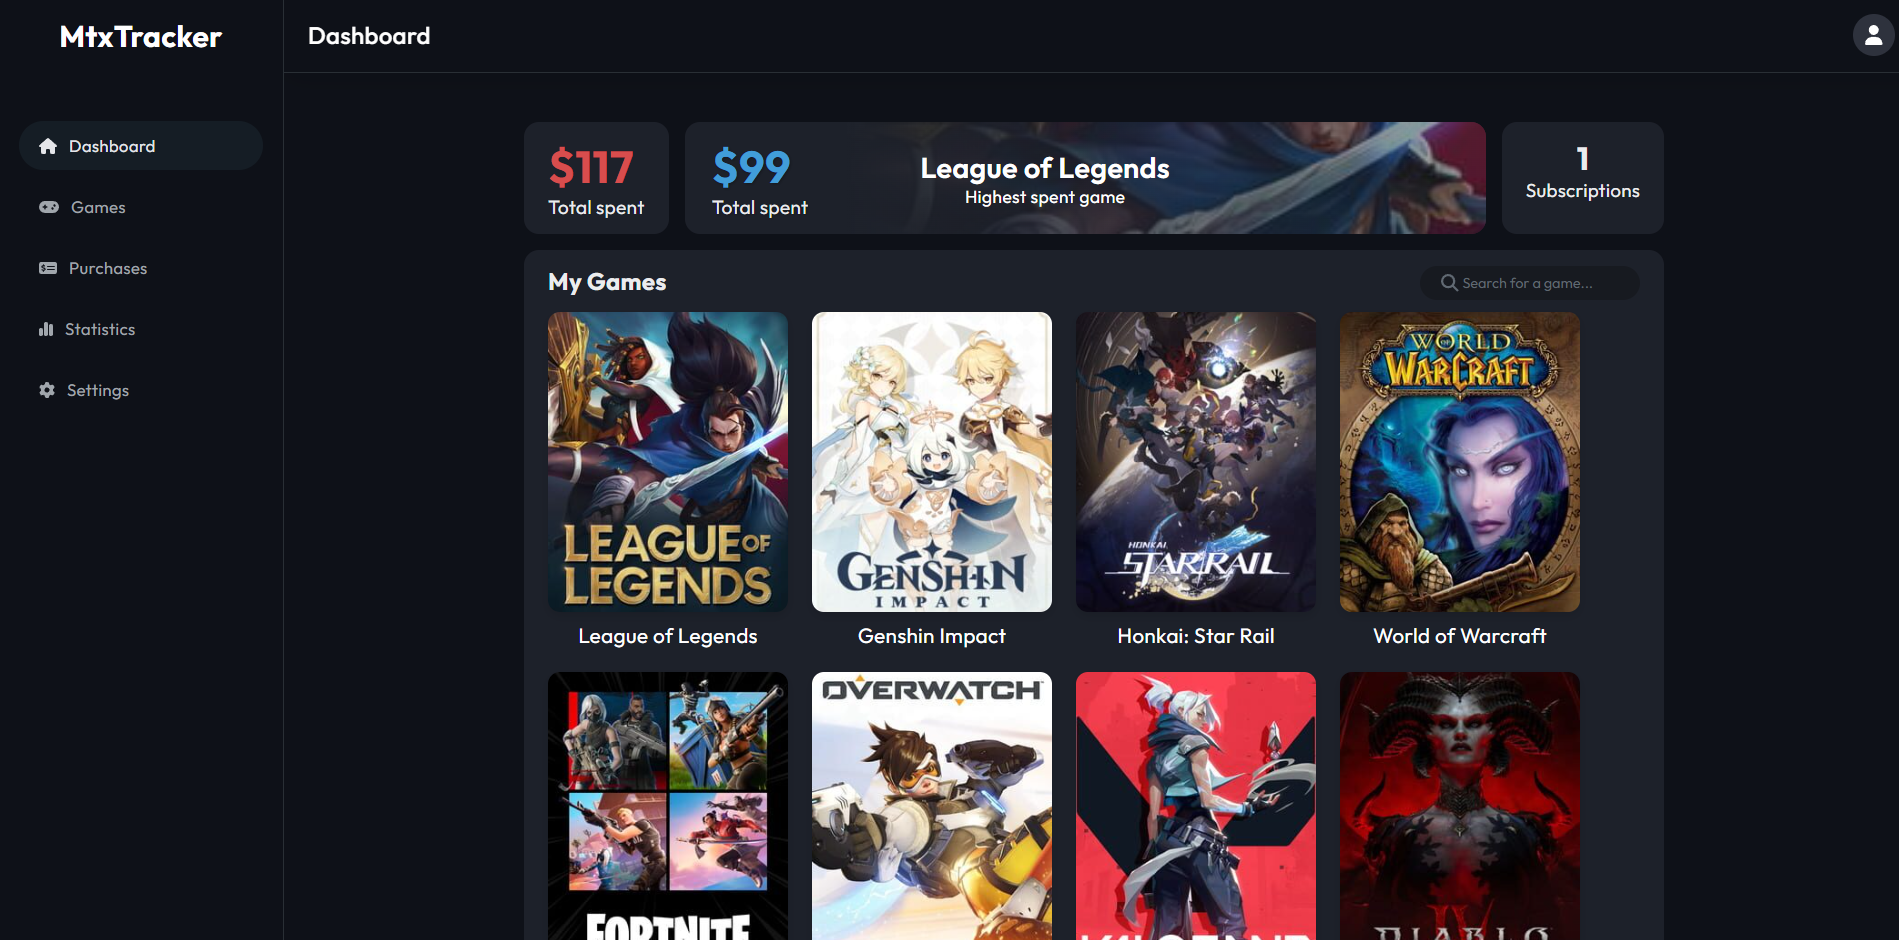 MtxTracker
Dashboard
Dashboard
Games
Purchases
Statistics
Settings
$117
Total spent
$99
Total spent
League of Legends
Highest spent game
1
Subscriptions
My Games
Search for a game...
LEAGUE OF
LEGENDS
League of Legends
GENSHIN
IMPACT
Genshin Impact
HONKAI
STAR RAIL
Honkai: Star Rail
WORLD
OF
WARCRAFT
World of Warcraft
FORTNITE
OVERWATCH
VALORANT
DIABLO